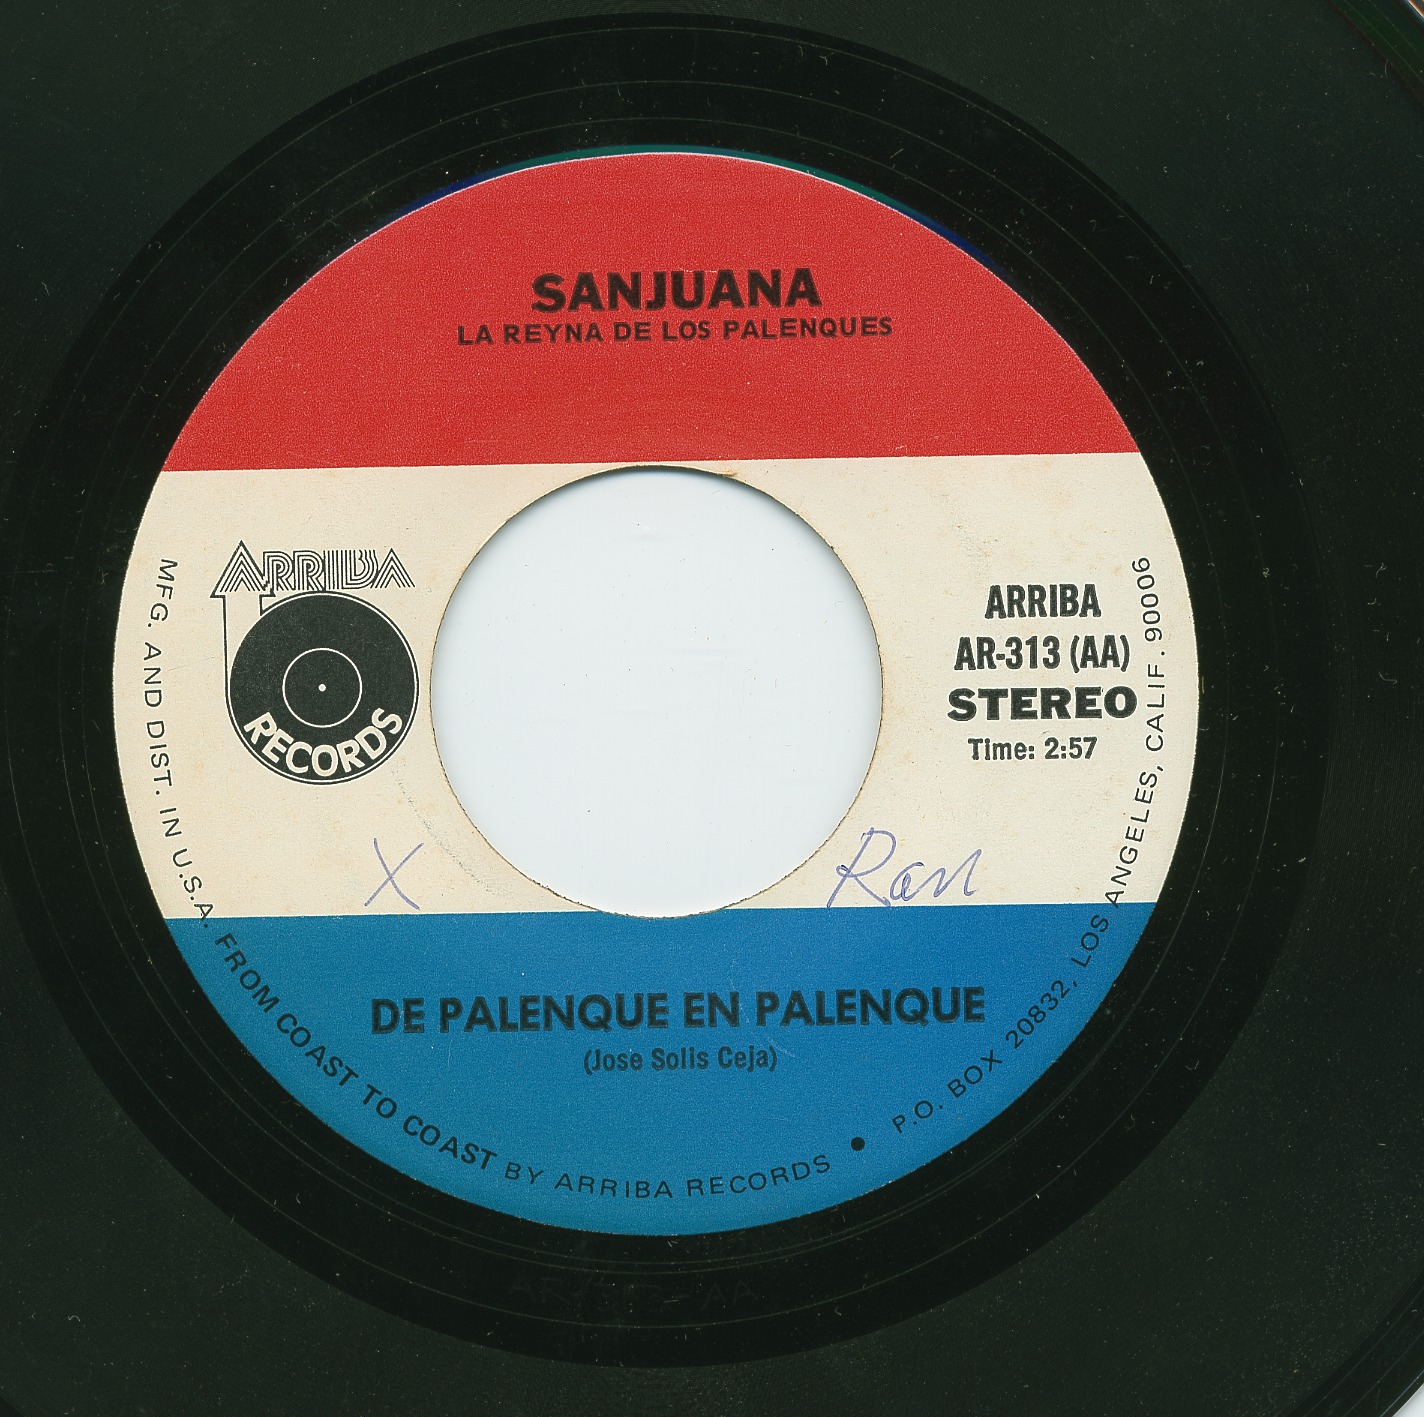 SANJUANA
LA REYNA DE LOS PALENQUES
ARRIBA
RECORDS
ARRIBA
AR-313 (AA)
STEREO
Time: 2:57
X
DE PALENQUE EN PALENQUE
(Jose Solis Ceja)
MFG. AND DIST. IN U.S.A. FROM COAST TO COAST BY ARRIBA RECORDS • P.O. BOX 20832, LOS ANGELES, CALIF. 90006